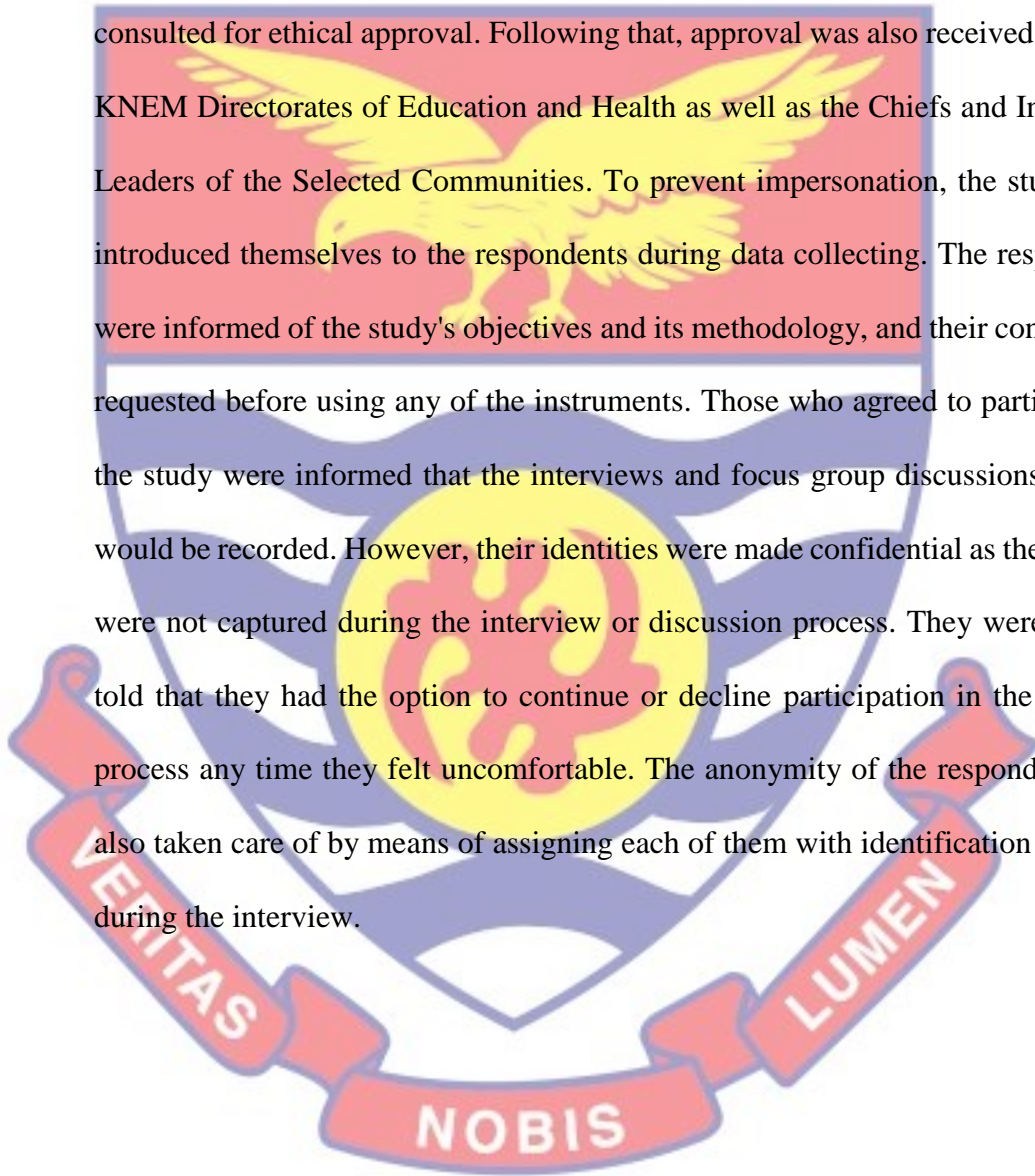 consulted for ethical approval. Following that, approval was also received
KNEM Directorates of Education and Health as well as the Chiefs and
Leaders of the Selected Communities. To prevent impersonation, the
introduced themselves to the respondents during data collecting. The
were informed of the study's objectives and its methodology, and their
requested before using any of the instruments. Those who agreed to
the study were informed that the interviews and focus group discussions
would be recorded. However, their identities were made confidential as
were not captured during the interview or discussion process. They were
told that they had the option to continue or decline participation in the
process any time they felt uncomfortable. The anonymity of the
also taken care of by means of assigning each of them with identification
during the interview.
VERITAS
NOBIS
LUMEN